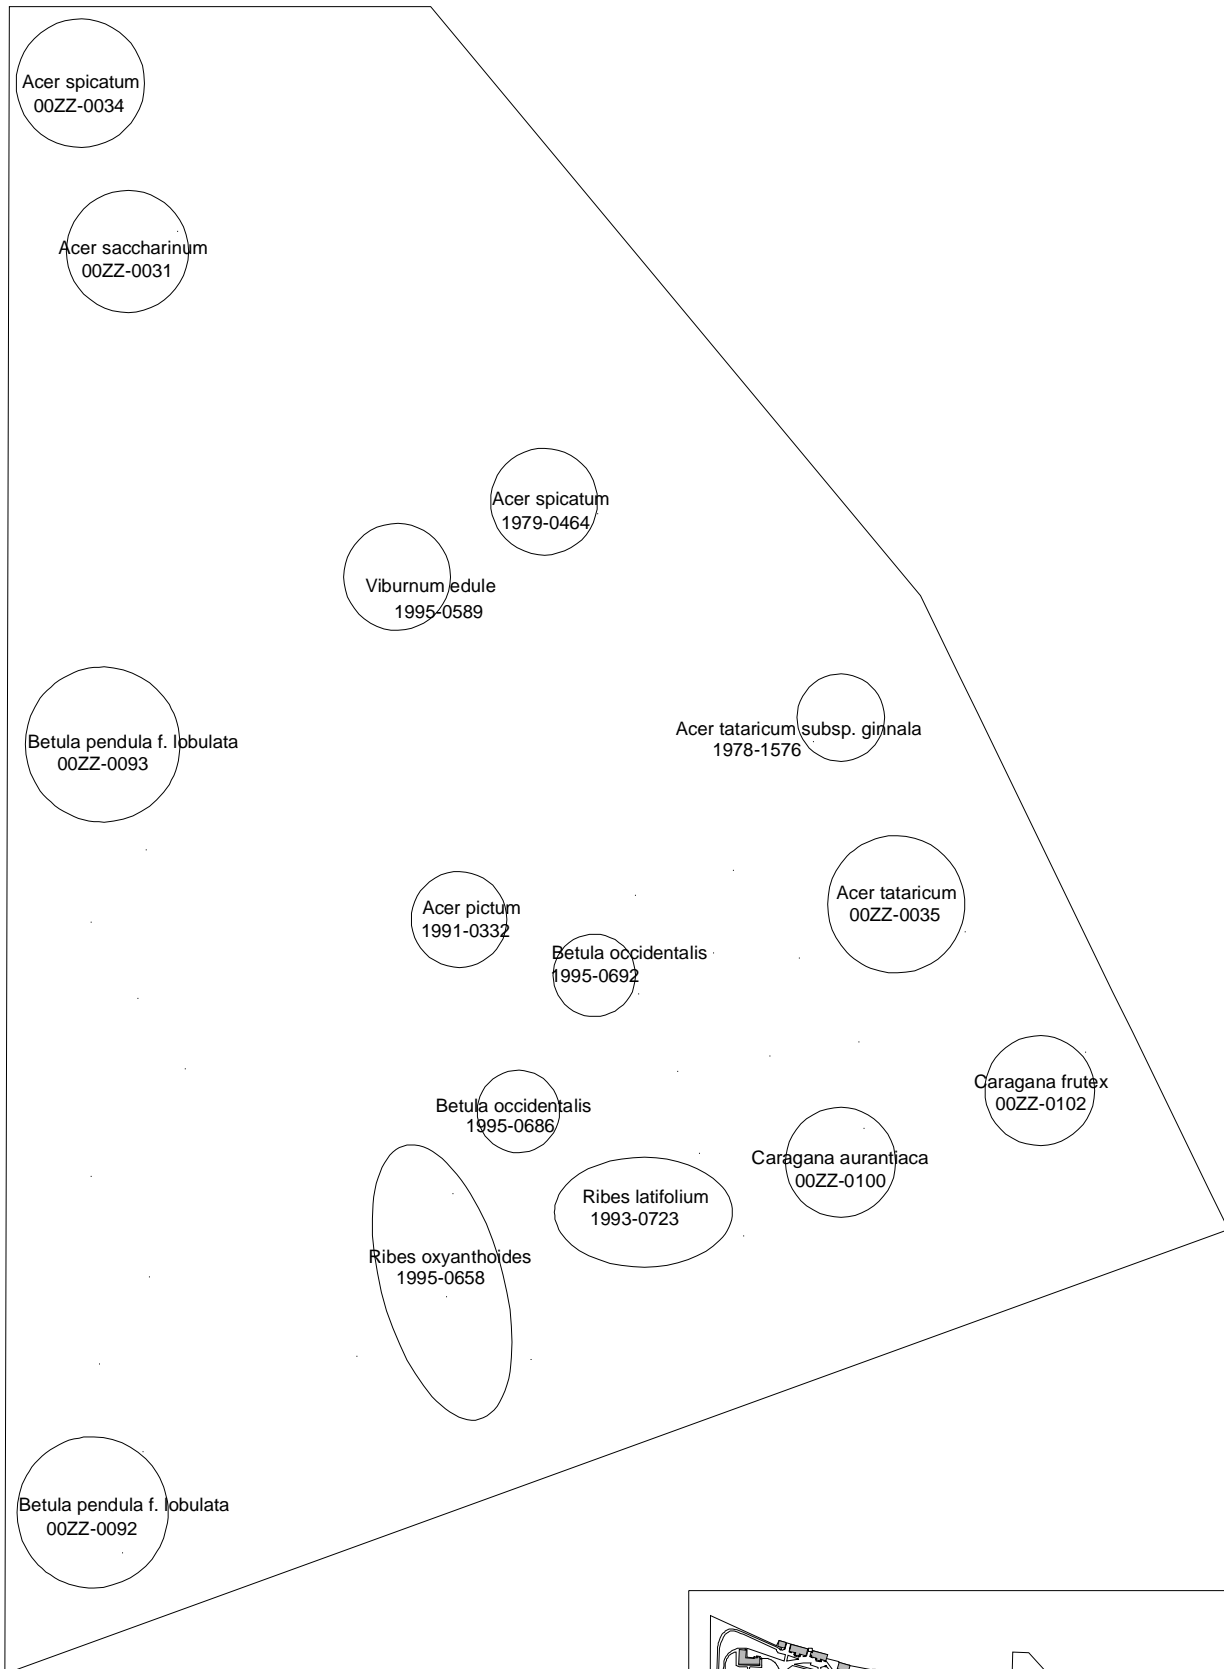 Acer spicatum
00ZZ-0034
Acer saccharinum
00ZZ-0031
Acer spicatum
1979-0464
Viburnum edule
1995-0589
Acer tataricum subsp. ginnala
1978-1576
Betula pendula f. lobulata
00ZZ-0093
Acer tataricum
00ZZ-0035
Acer pictum
1991-0332
Betula occidentalis
1995-0692
Caragana frutex
00ZZ-0102
Betula occidentalis
1995-0686
Caragana aurantiaca
00ZZ-0100
Ribes latifolium
1993-0723
Ribes oxyanthoides
1995-0658
Betula pendula f. lobulata
00ZZ-0092